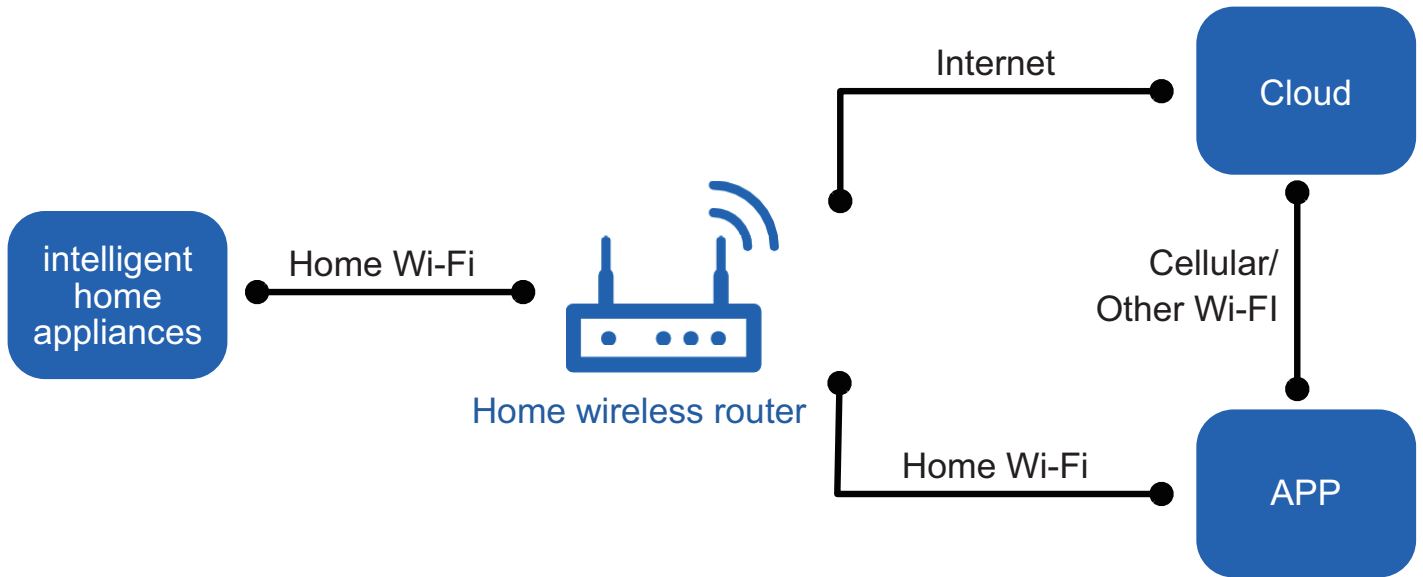 Internet
Cloud
intelligent
home
appliances
Home Wi-Fi
Cellular/
Other Wi-FI
Home wireless router
Home Wi-Fi
APP